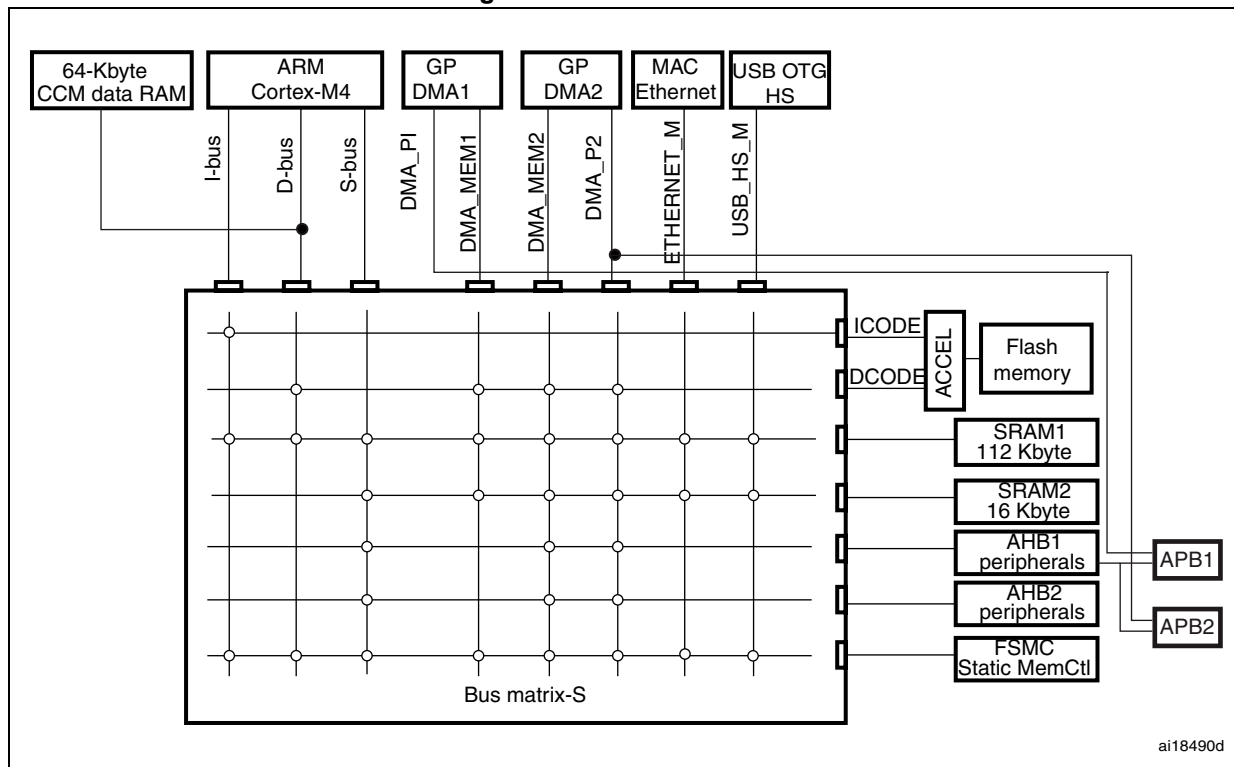 64-Kbyte
CCM data RAM
ARM
Cortex-M4
GP
DMA1
GP
DMA2
MAC
Ethernet
USB OTG
HS
I-bus
D-bus
S-bus
DMA_PI
DMA_MEM1
DMA_MEM2
DMA_P2
ETHERNET_M
USB_HS_M
ICODE
DCODE
ACCEL
Flash
memory
SRAM1
112 Kbyte
SRAM2
16 Kbyte
AHB1
peripherals
AHB2
peripherals
FSMC
Static MemCtl
APB1
APB2
Bus matrix-S
ai18490d